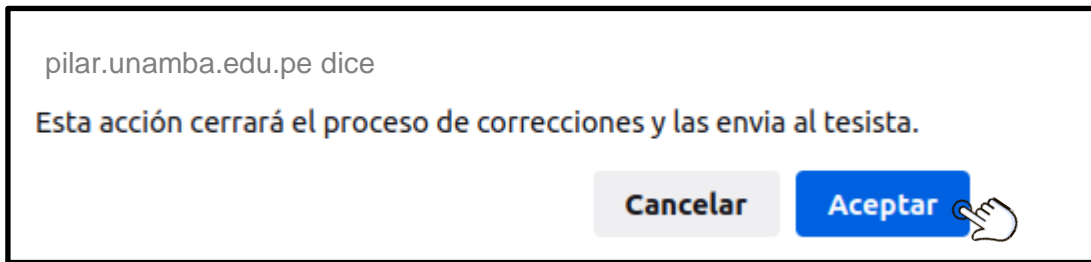 pilar.unamba.edu.pe dice
Esta acción cerrará el proceso de correcciones y las envia al tesista.
Cancelar
Aceptar